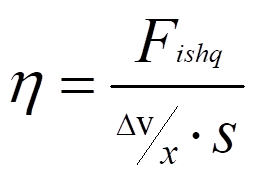 η = F_ishq / (Δv/x · s)